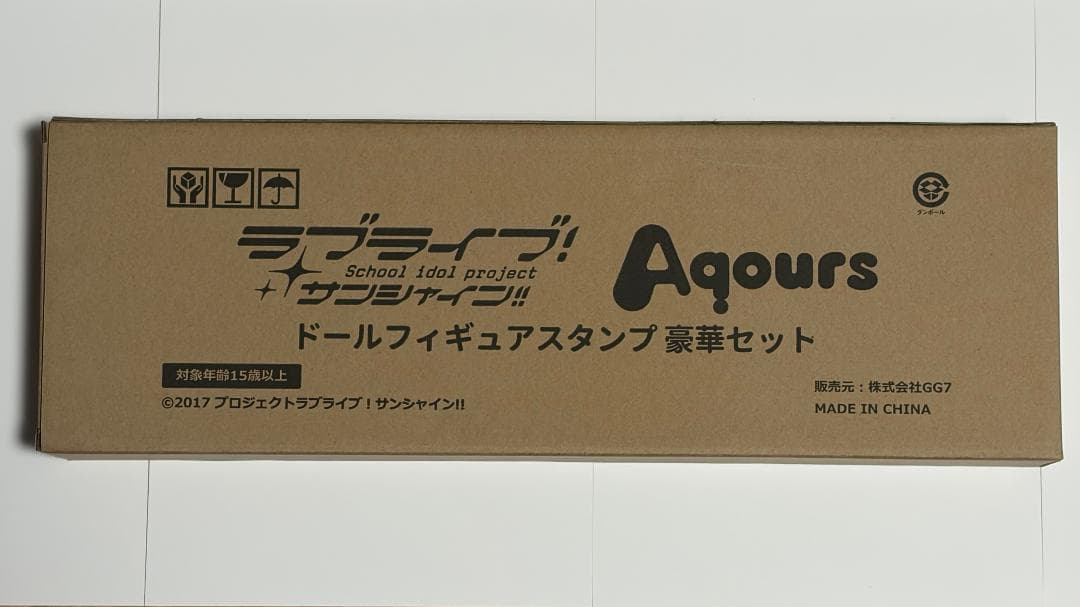 ダンボール
ラブライブ!
School idol project
サンシャイン!!
Aqours
ドールフィギュアスタンプ 豪華セット
対象年齢15歳以上
©2017 プロジェクトラブライブ!サンシャイン!!
販売元:株式会社GG7
MADE IN CHINA